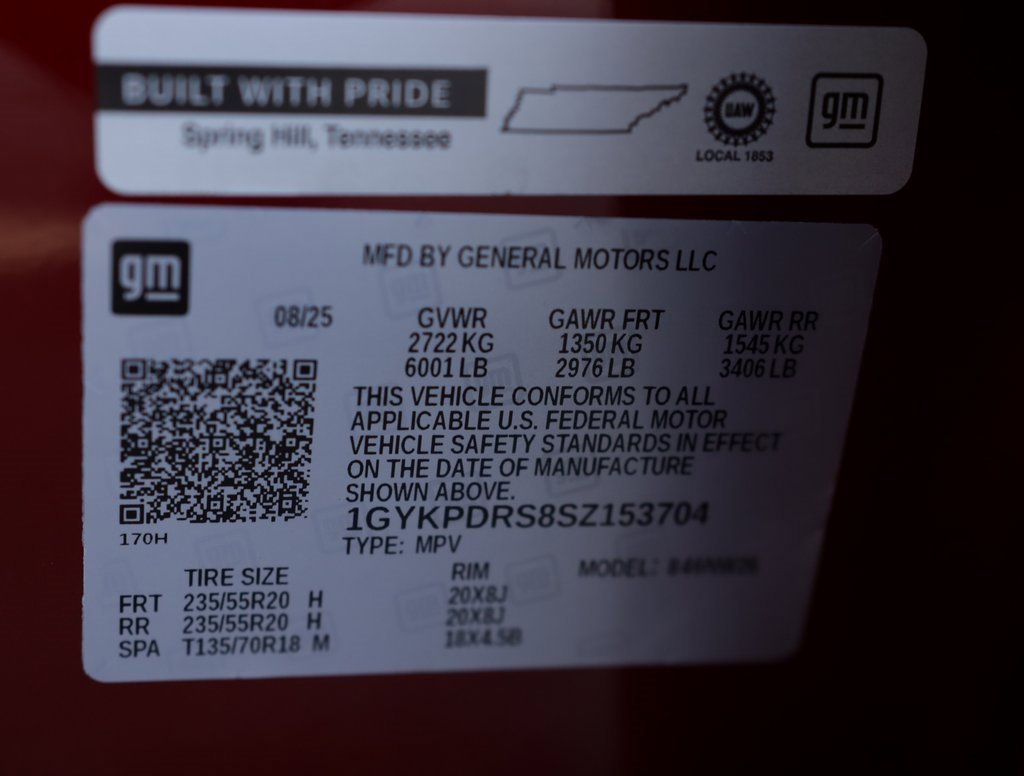 BUILT WITH PRIDE
Spring Hill, Tennessee
UAW
LOCAL 1853
gm
gm
MFD BY GENERAL MOTORS LLC
08/25 GVWR GAWR FRT GAWR RR
2722 KG 1350 KG 1545 KG
6001 LB 2976 LB 3406 LB
THIS VEHICLE CONFORMS TO ALL
APPLICABLE U.S. FEDERAL MOTOR
VEHICLE SAFETY STANDARDS IN EFFECT
ON THE DATE OF MANUFACTURE
SHOWN ABOVE.
1GYKPDRS8SZ153704
170H
TYPE: MPV
TIRE SIZE RIM MODEL:
FRT 235/55R20 H 20X8J
RR 235/55R20 H 20X8J
SPA T135/70R18 M 18X4.5B